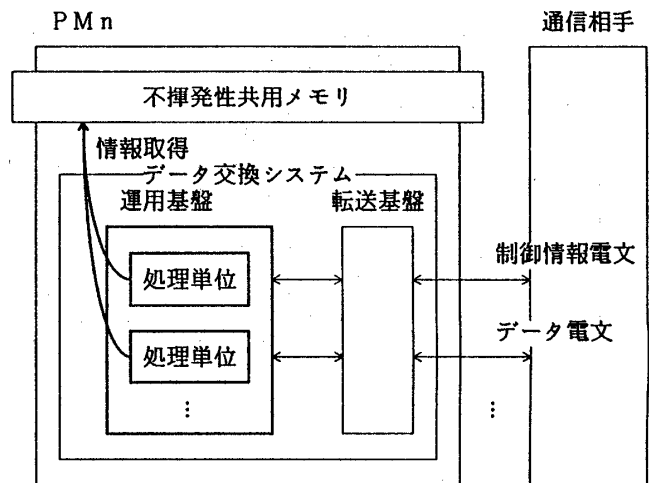 PMn
通信相手
不揮発性共用メモリ
情報取得
データ交換システム
運用基盤
転送基盤
処理単位
制御情報電文
処理単位
データ電文
⋮
⋮